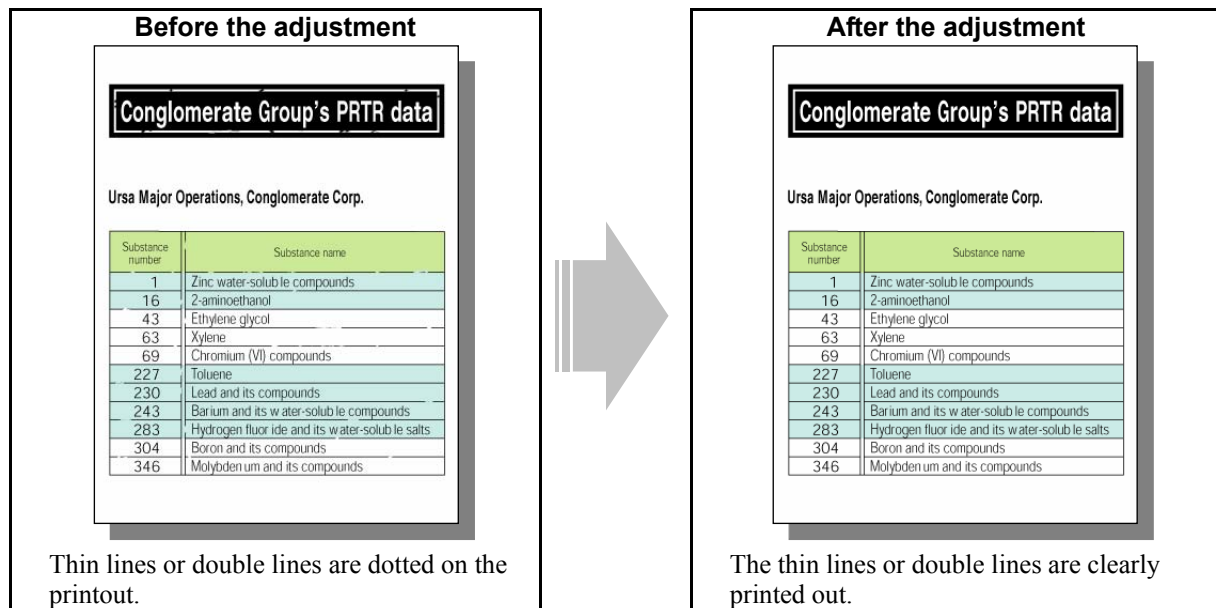 Before the adjustment
Conglomerate Group's PRTR data
Ursa Major Operations, Conglomerate Corp.
Substance number Substance name
1 Zinc water-solub le compounds
16 2-aminoethanol
43 Ethylene glycol
63 Xylene
69 Chromium (VI) compounds
227 Toluene
230 Lead and its compounds
243 Barium and its w ater-solub le compounds
283 Hydrogen fluor ide and its w ater-solub le salts
304 Boron and its compounds
346 Molybden um and its compounds
Thin lines or double lines are dotted on the
printout.
After the adjustment
Conglomerate Group's PRTR data
Ursa Major Operations, Conglomerate Corp.
Substance number Substance name
1 Zinc water-solub le compounds
16 2-aminoethanol
43 Ethylene glycol
63 Xylene
69 Chromium (VI) compounds
227 Toluene
230 Lead and its compounds
243 Barium and its w ater-solub le compounds
283 Hydrogen fluor ide and its w ater-solub le salts
304 Boron and its compounds
346 Molybden um and its compounds
The thin lines or double lines are clearly
printed out.